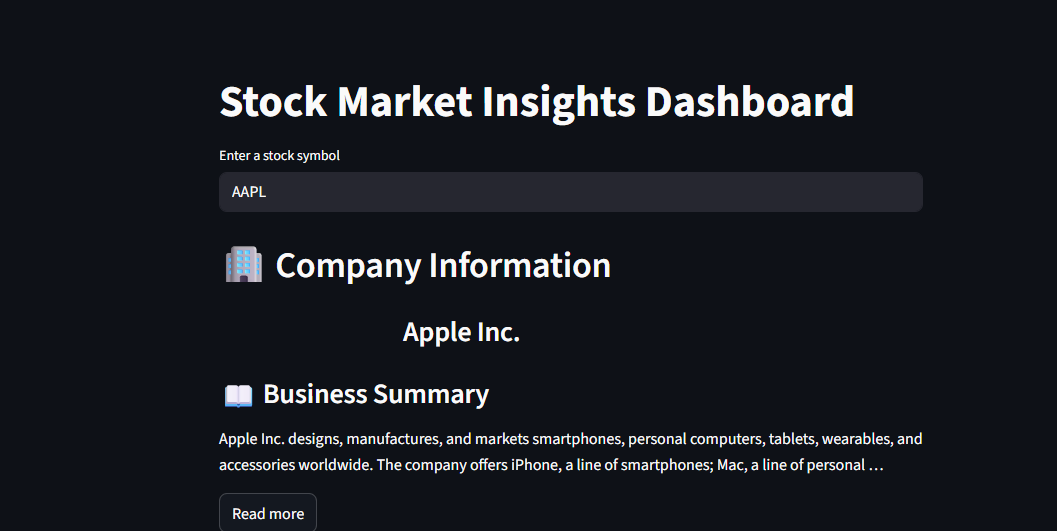 Stock Market Insights Dashboard
Enter a stock symbol
AAPL
Company Information
Apple Inc.
Business Summary
Apple Inc. designs, manufactures, and markets smartphones, personal computers, tablets, wearables, and
accessories worldwide. The company offers iPhone, a line of smartphones; Mac, a line of personal ...
Read more